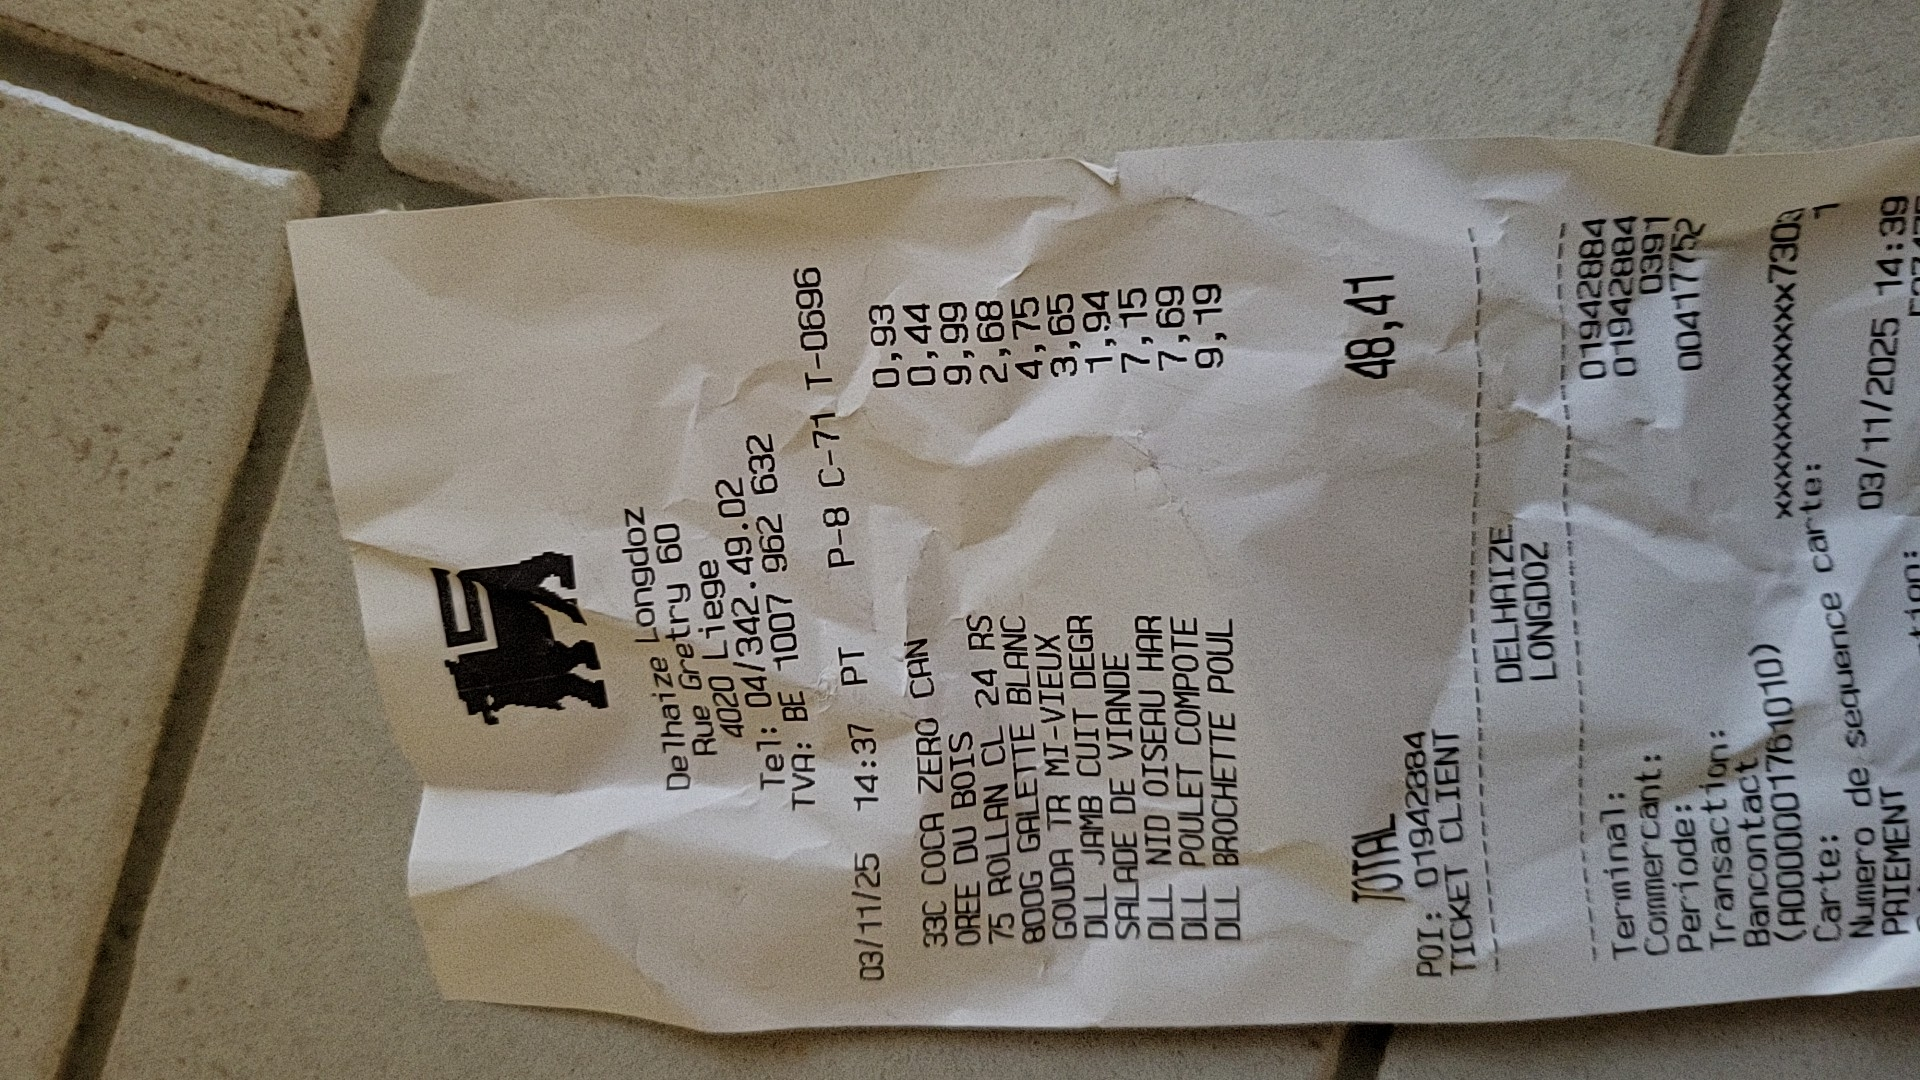 Delhaize Longdoz
Rue Gretry 60
4020 Liege
Tel: 04/342.49.02
TVA: BE 1007 962 632
03/11/25 14:37 PT P-8 C-71 T-0696
33C COCA ZERO CAN 0,93
OREE DU BOIS 0,44
75 ROLLAN CL 24 RS 9,99
800G GALETTE BLANC 2,68
GOUDA TR MI-VIEUX 4,75
DLL JAMB CUIT DEGR 3,65
SALADE DE VIANDE 1,94
DLL NID OISEAU HAR 7,15
DLL POULET COMPOTE 7,69
DLL BROCHETTE POUL 9,19
TOTAL 48,41
POI: 01942884
TICKET CLIENT
DELHAIZE
LONGDOZ
Terminal: 01942884
Commercant: 01942884
Periode: 0391
Transaction: 00417752
Bancontact
(A0000001761010)
Carte: xxxxxxxxxxxxx7303
Numero de sequence carte: 1
PAIEMENT 03/11/2025 14:39